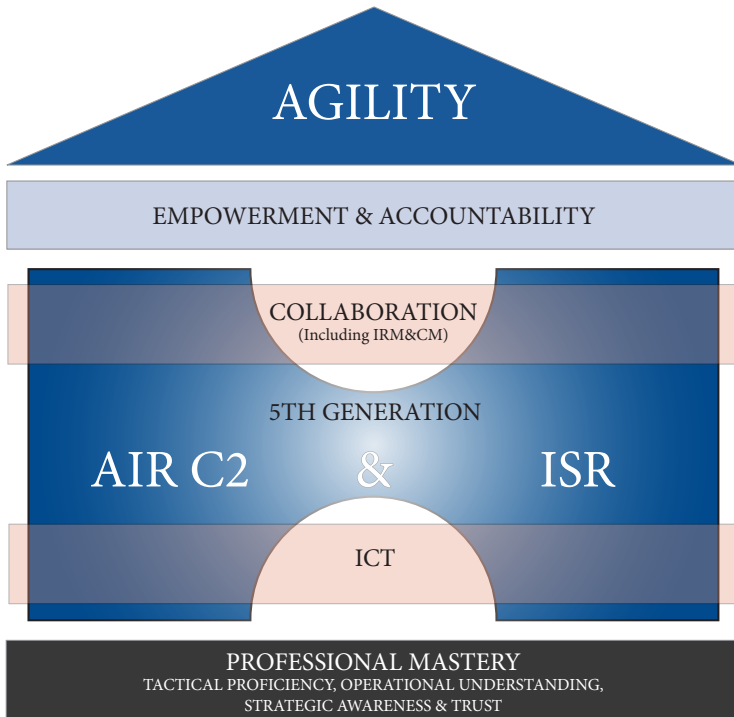 AGILITY
EMPOWERMENT & ACCOUNTABILITY
COLLABORATION
(Including IRM&CM)
5TH GENERATION
AIR C2 & ISR
ICT
PROFESSIONAL MASTERY
TACTICAL PROFICIENCY, OPERATIONAL UNDERSTANDING,
STRATEGIC AWARENESS & TRUST